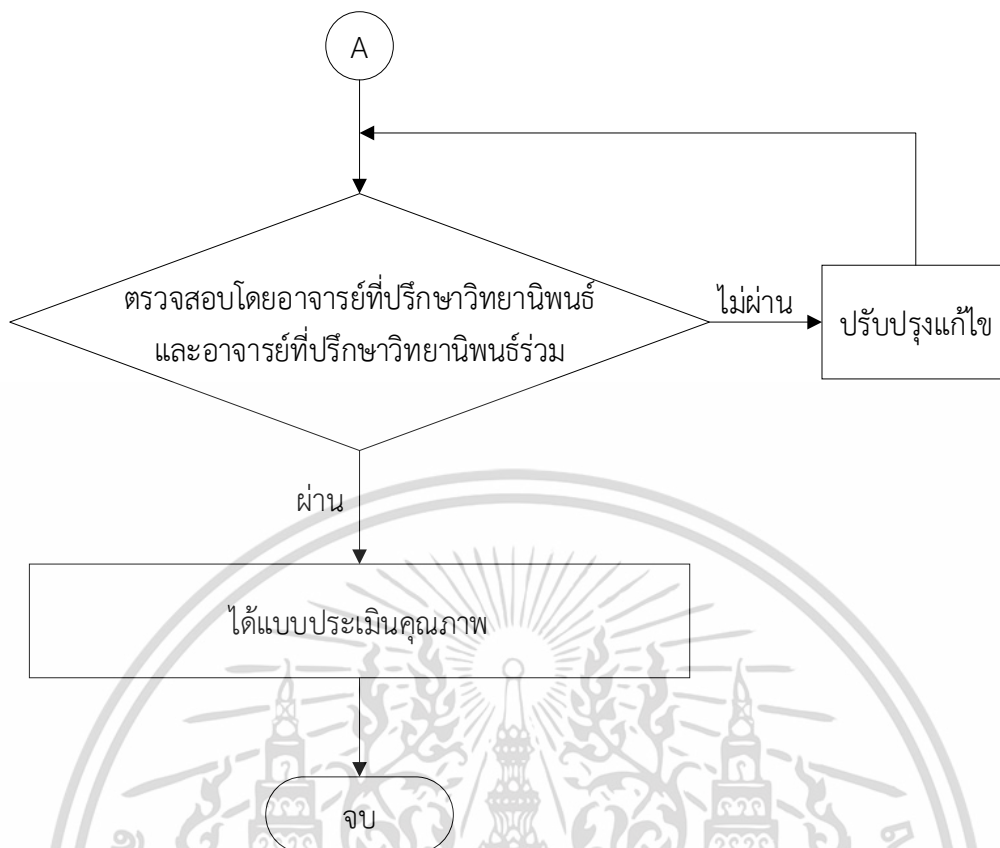 A
ตรวจสอบโดยอาจารย์ที่ปรึกษาวิทยานิพนธ์
และอาจารย์ที่ปรึกษาวิทยานิพนธ์ร่วม
ไม่ผ่าน
ปรับปรุงแก้ไข
ผ่าน
ได้แบบประเมินคุณภาพ
จบ